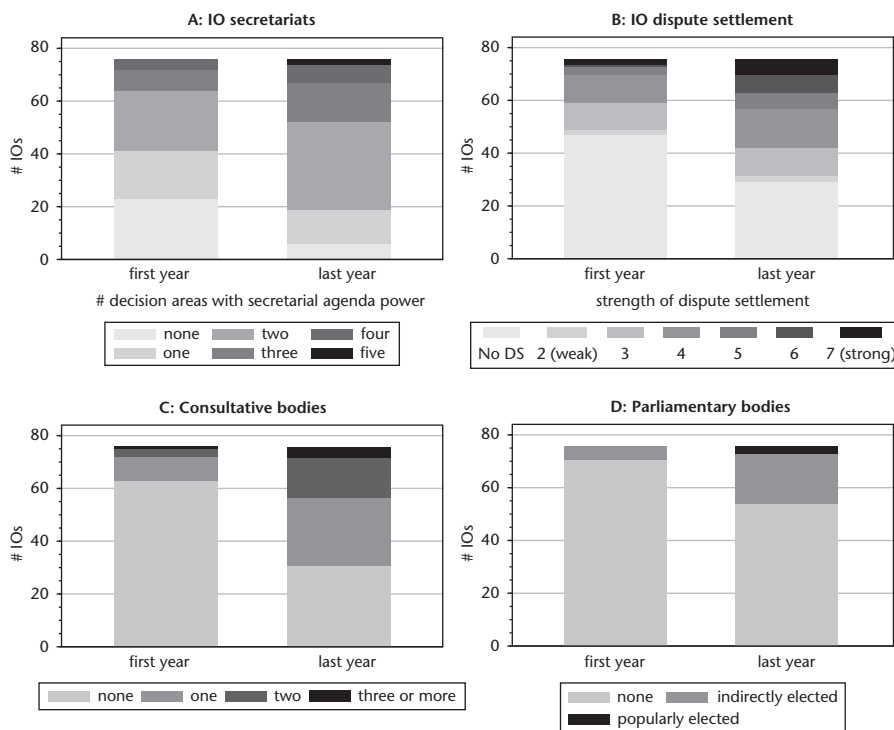 A: IO secretariats
80
60
40
20
0
# IOs
first year last year
# decision areas with secretarial agenda power
none two four
one three five
B: IO dispute settlement
80
60
40
20
0
# IOs
first year last year
strength of dispute settlement
No DS 2 (weak) 3 4 5 6 7 (strong)
C: Consultative bodies
80
60
40
20
0
# IOs
first year last year
none one two three or more
D: Parliamentary bodies
80
60
40
20
0
# IOs
first year last year
none indirectly elected
popularly elected